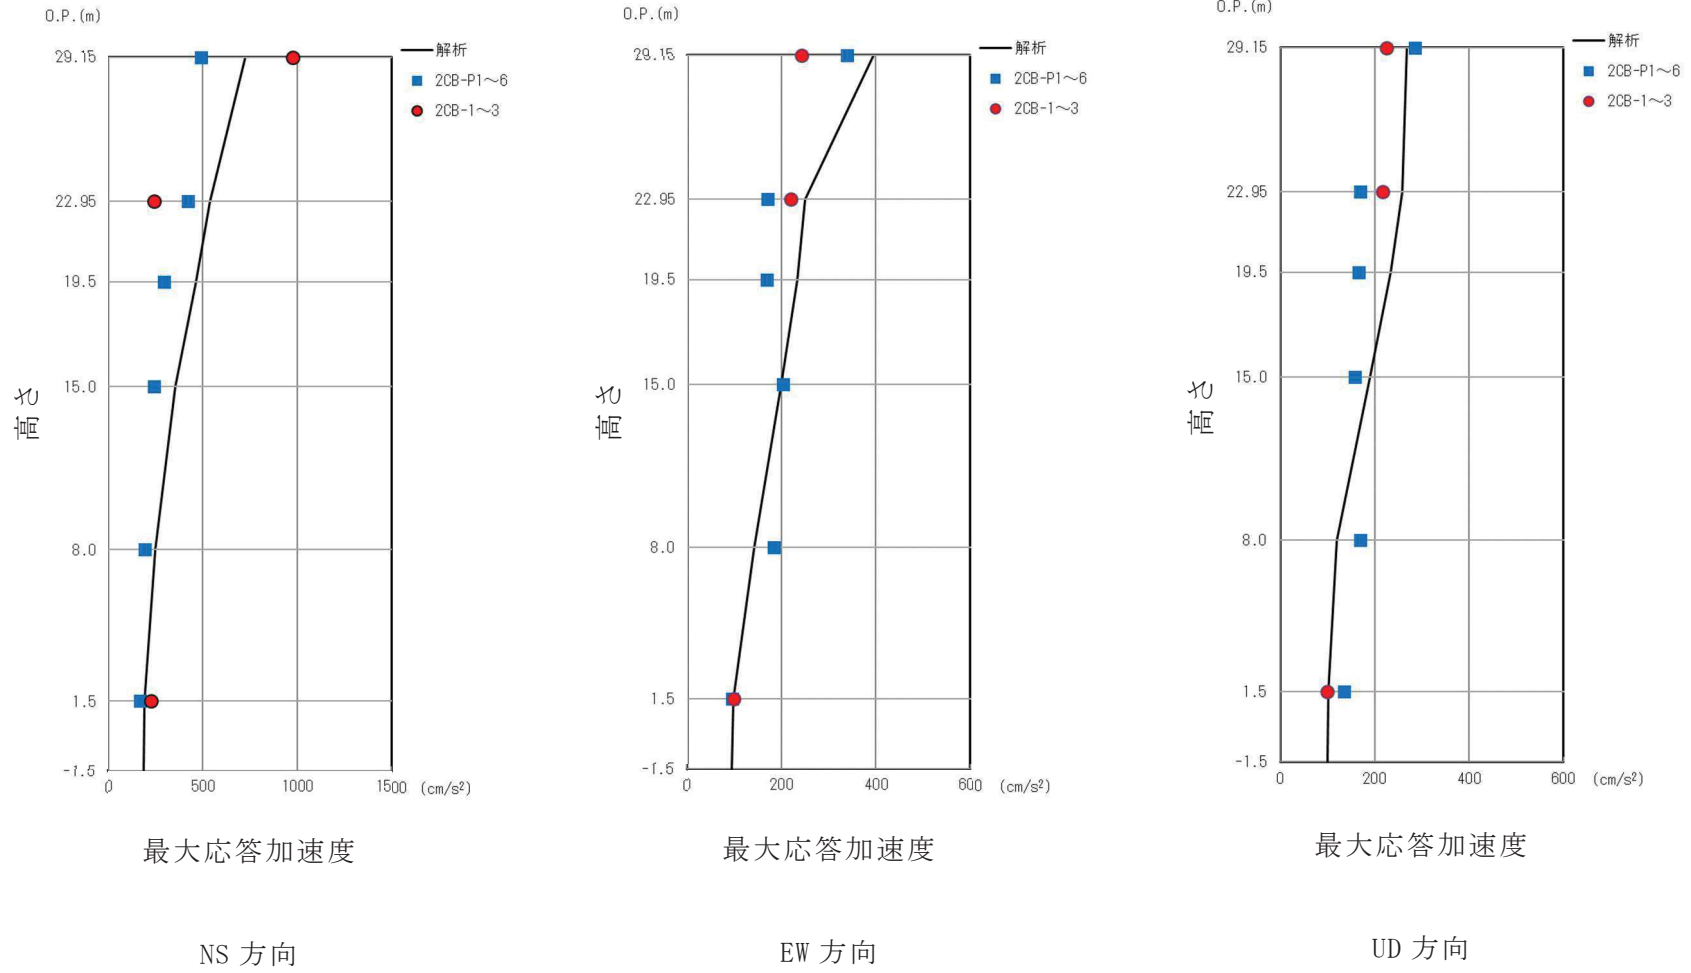 O.P.(m)
29.15
22.95
19.5
15.0
8.0
1.5
-1.5
0
500
1000
1500
(cm/s²)
高さ
解析
2CB-P1～6
2CB-1～3
最大応答加速度
NS 方向
O.P.(m)
29.15
22.95
19.5
15.0
8.0
1.5
-1.5
0
200
400
600
(cm/s²)
高さ
解析
2CB-P1～6
2CB-1～3
最大応答加速度
EW 方向
O.P.(m)
29.15
22.95
19.5
15.0
8.0
1.5
-1.5
0
200
400
600
(cm/s²)
高さ
解析
2CB-P1～6
2CB-1～3
最大応答加速度
UD 方向